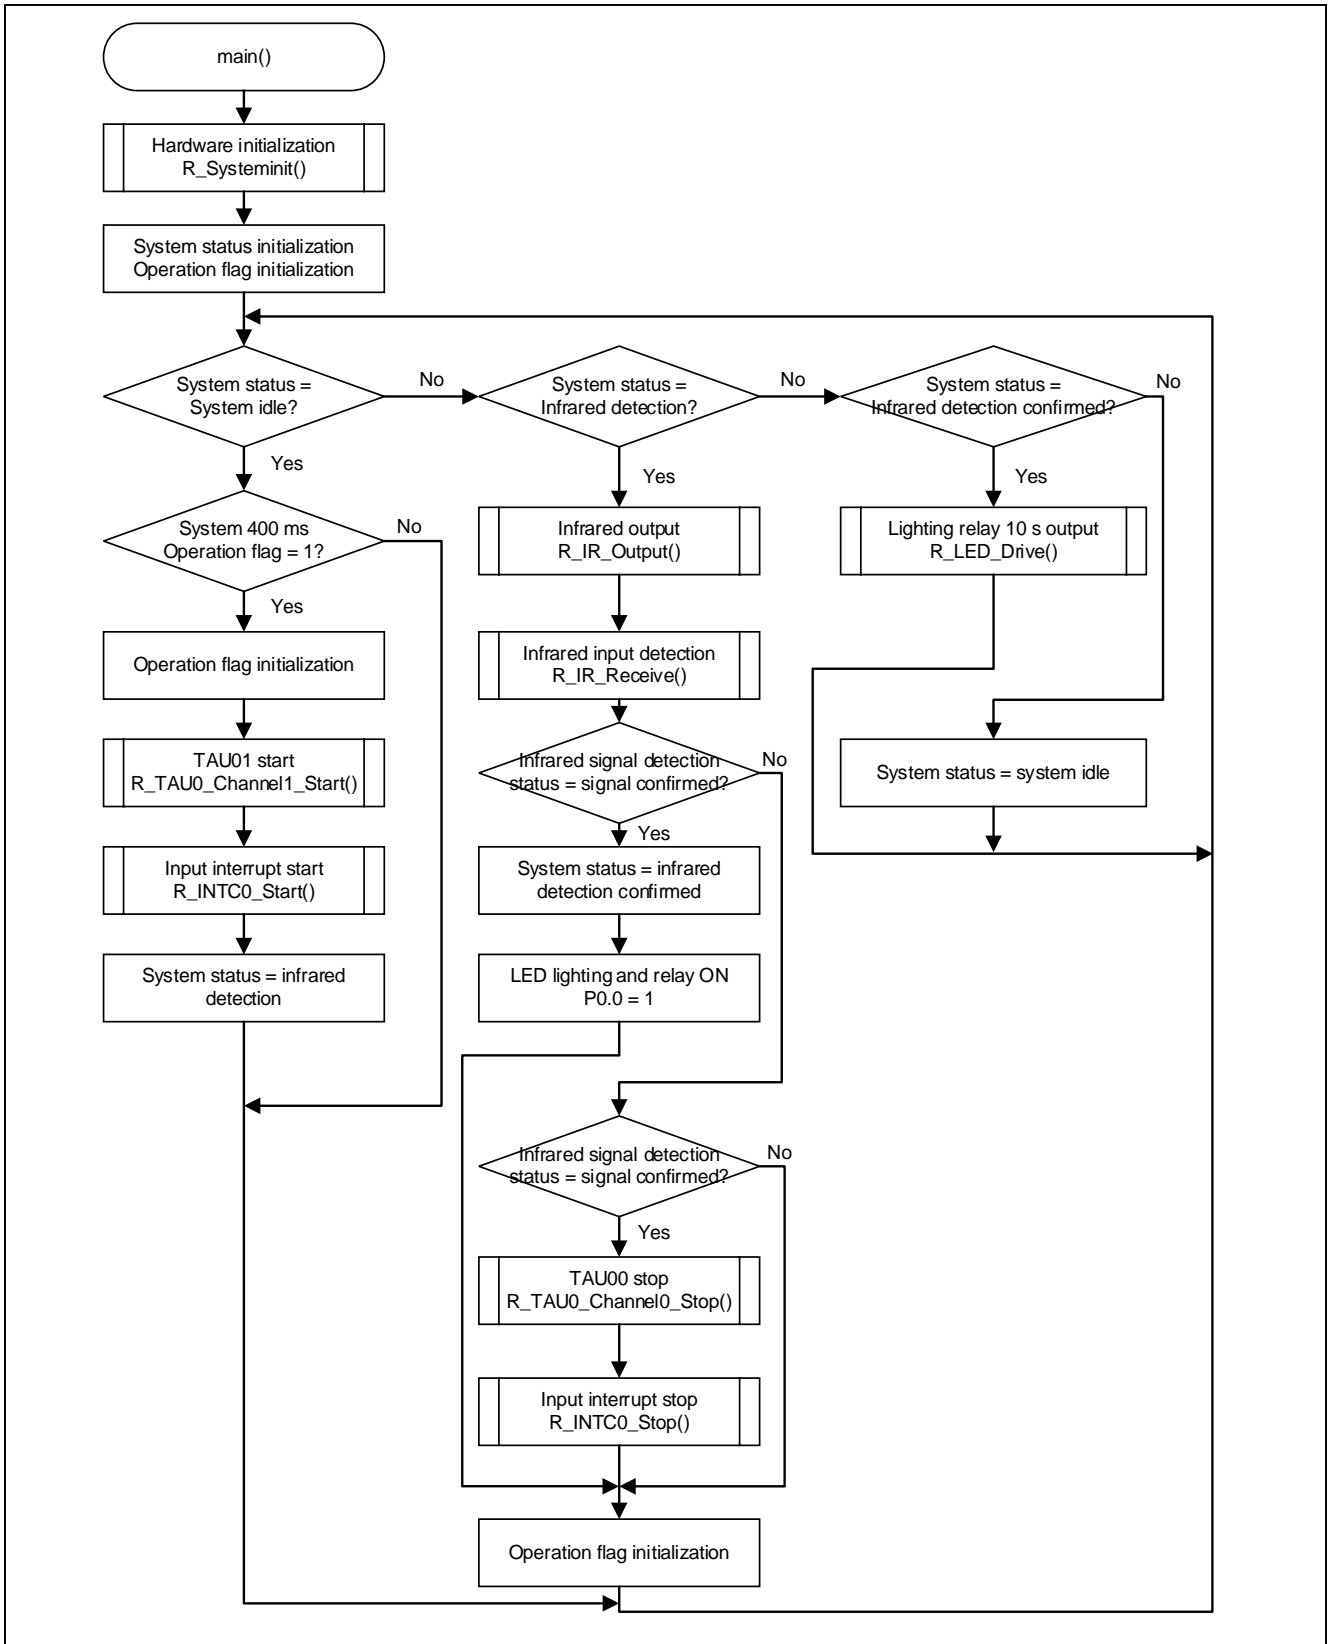 main()
Hardware initialization
R_Systeminit()
System status initialization
Operation flag initialization
System status =
System idle?
No
Yes
System status =
Infrared detection?
No
Yes
System status =
Infrared detection confirmed?
No
Yes
System 400 ms
Operation flag = 1?
No
Yes
Operation flag initialization
TAU01 start
R_TAU0_Channel1_Start()
Input interrupt start
R_INTC0_Start()
System status = infrared
detection
Infrared output
R_IR_Output()
Infrared input detection
R_IR_Receive()
Infrared signal detection
status = signal confirmed?
No
Yes
System status = infrared
detection confirmed
LED lighting and relay ON
P0.0 = 1
Infrared signal detection
status = signal confirmed?
No
Yes
TAU00 stop
R_TAU0_Channel0_Stop()
Input interrupt stop
R_INTC0_Stop()
Operation flag initialization
Lighting relay 10 s output
R_LED_Drive()
System status = system idle